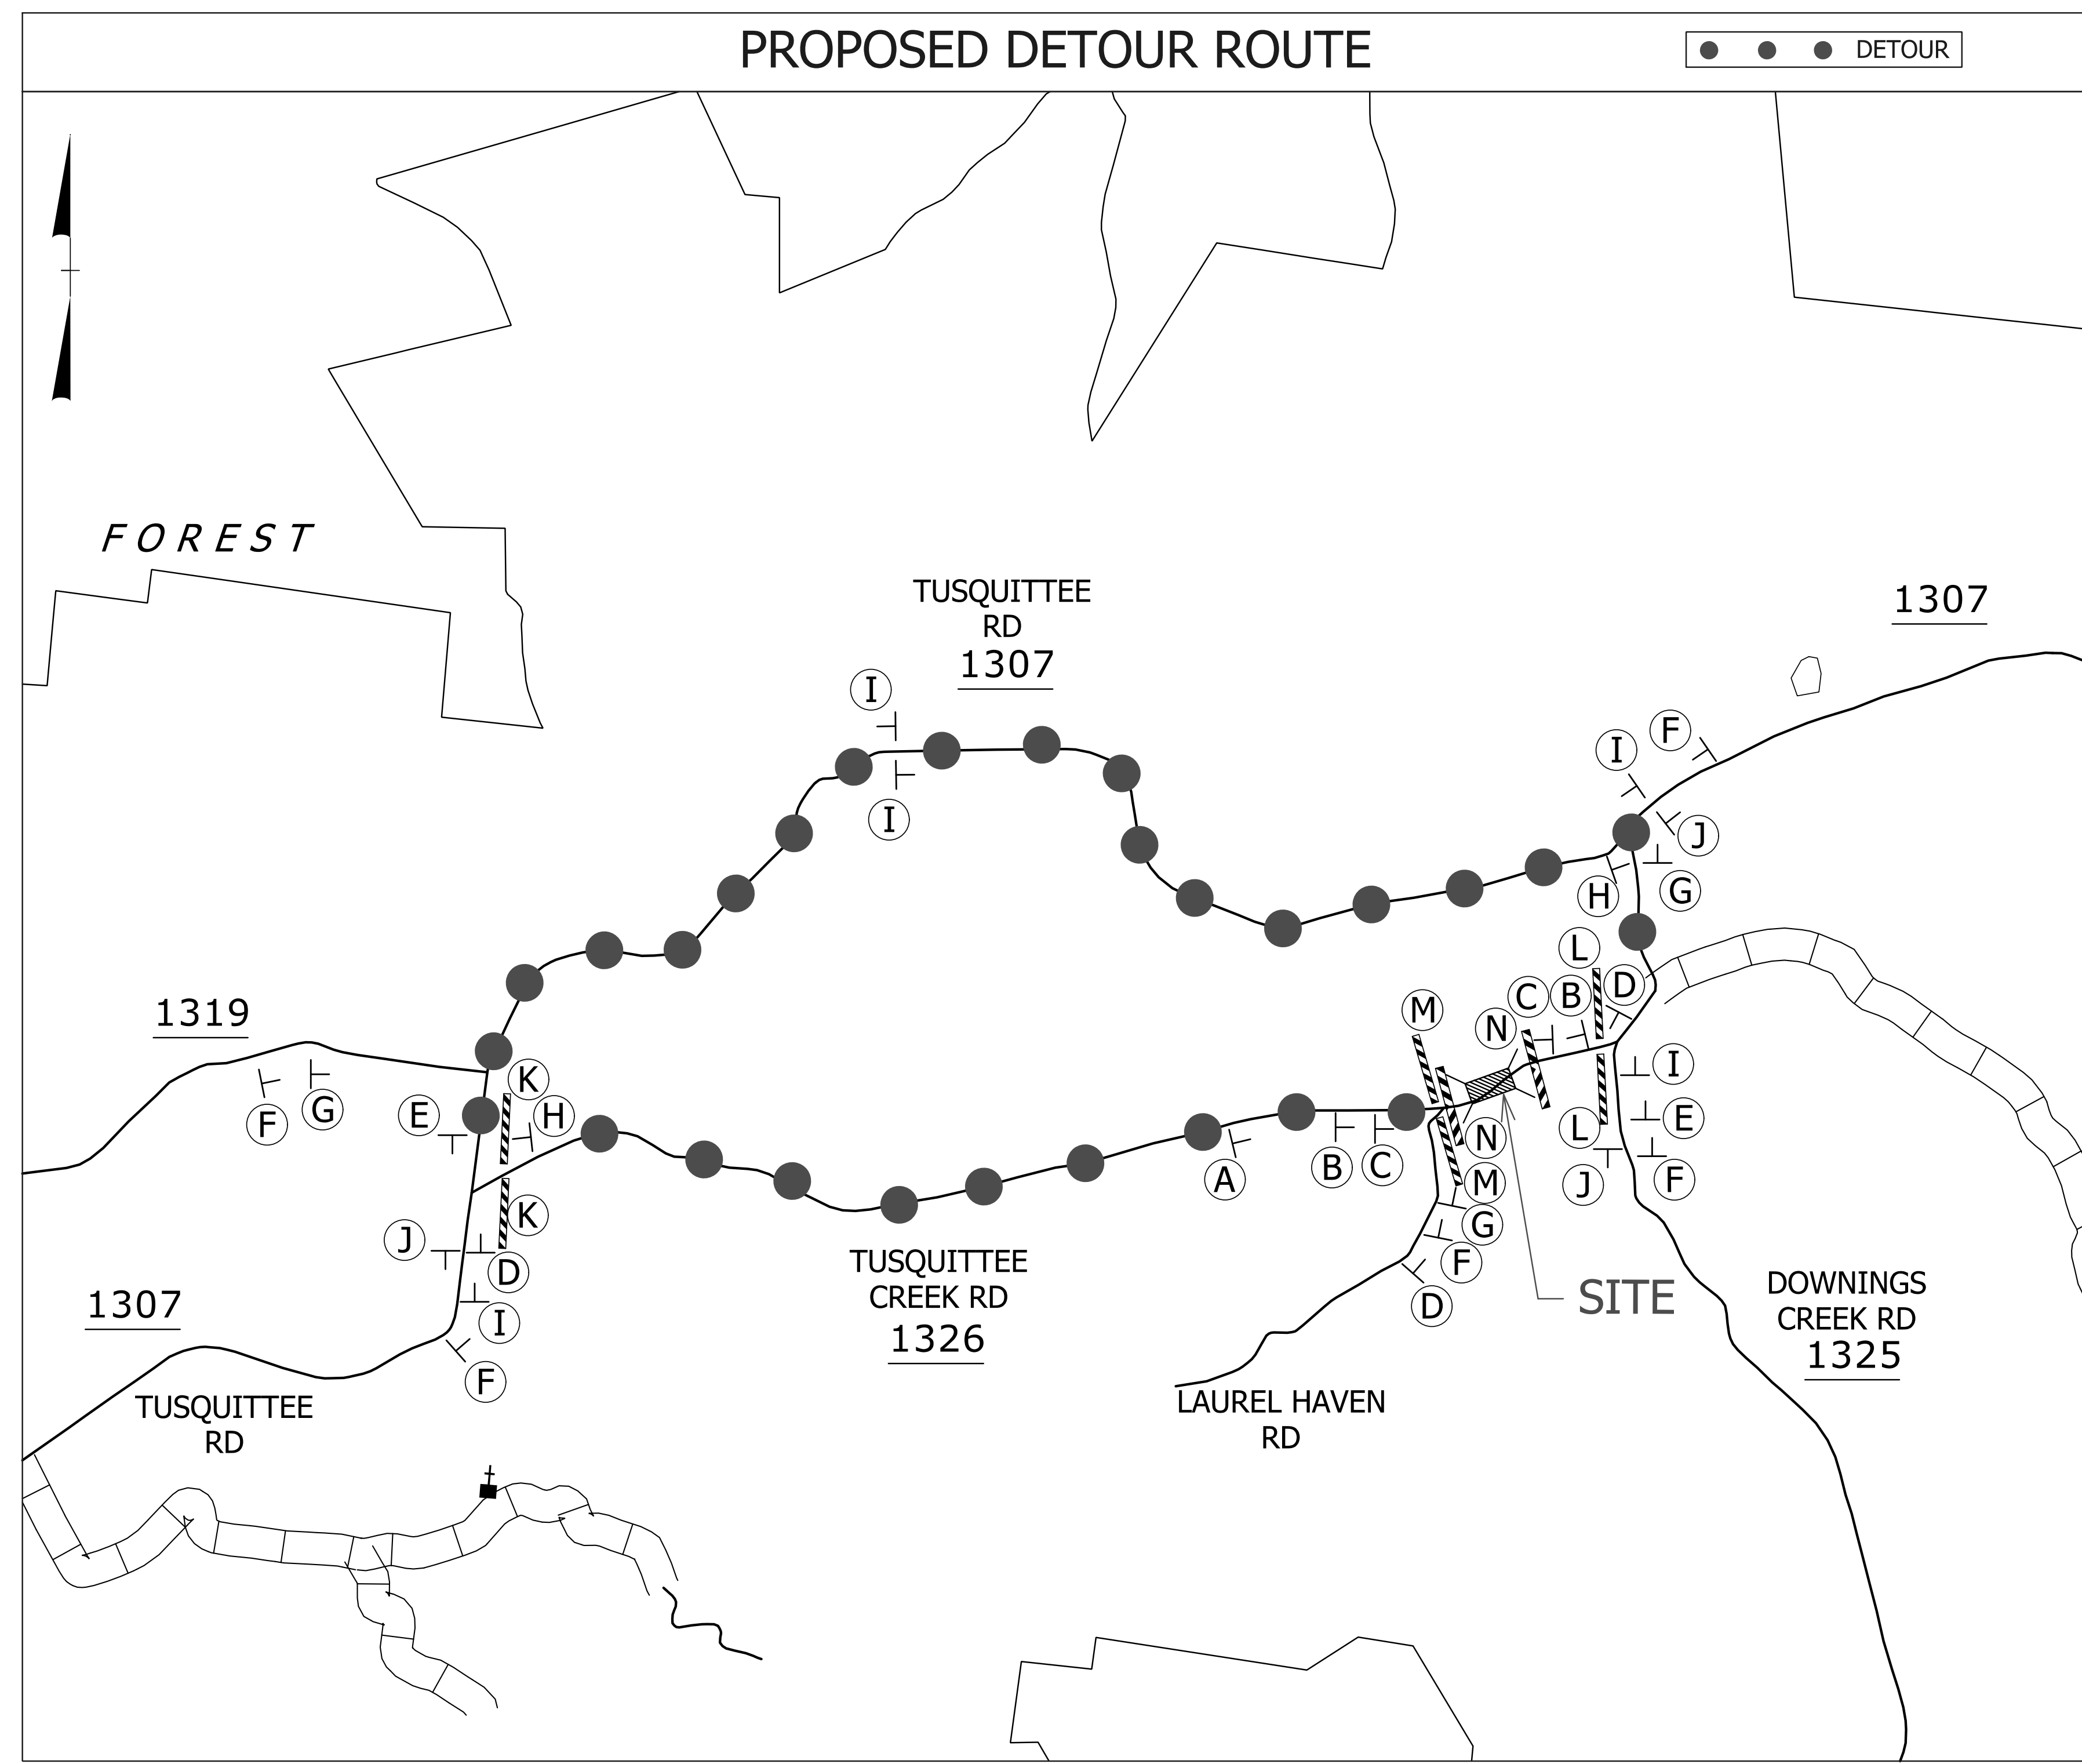 PROPOSED DETOUR ROUTE
DETOUR
FOREST
TUSQUITTEE
RD
1307
1307
I
I
F
I
J
H
G
L
D
B
C
N
M
1319
K
F
G
E
H
I
E
L
J
F
N
M
G
F
D
A
B
C
K
J
D
I
F
1307
TUSQUITTEE
RD
TUSQUITTEE
CREEK RD
1326
SITE
LAUREL HAVEN
RD
DOWNINGS
CREEK RD
1325